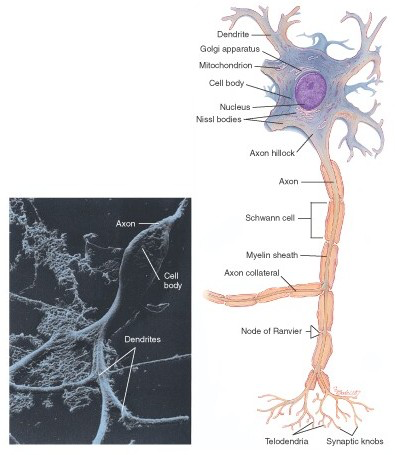 Dendrite
Golgi apparatus
Mitochondrion
Cell body
Nucleus
Nissl bodies
Axon hillock
Axon
Schwann cell
Myelin sheath
Axon collateral
Node of Ranvier
Telodendria
Synaptic knobs
Axon
Cell
body
Dendrites